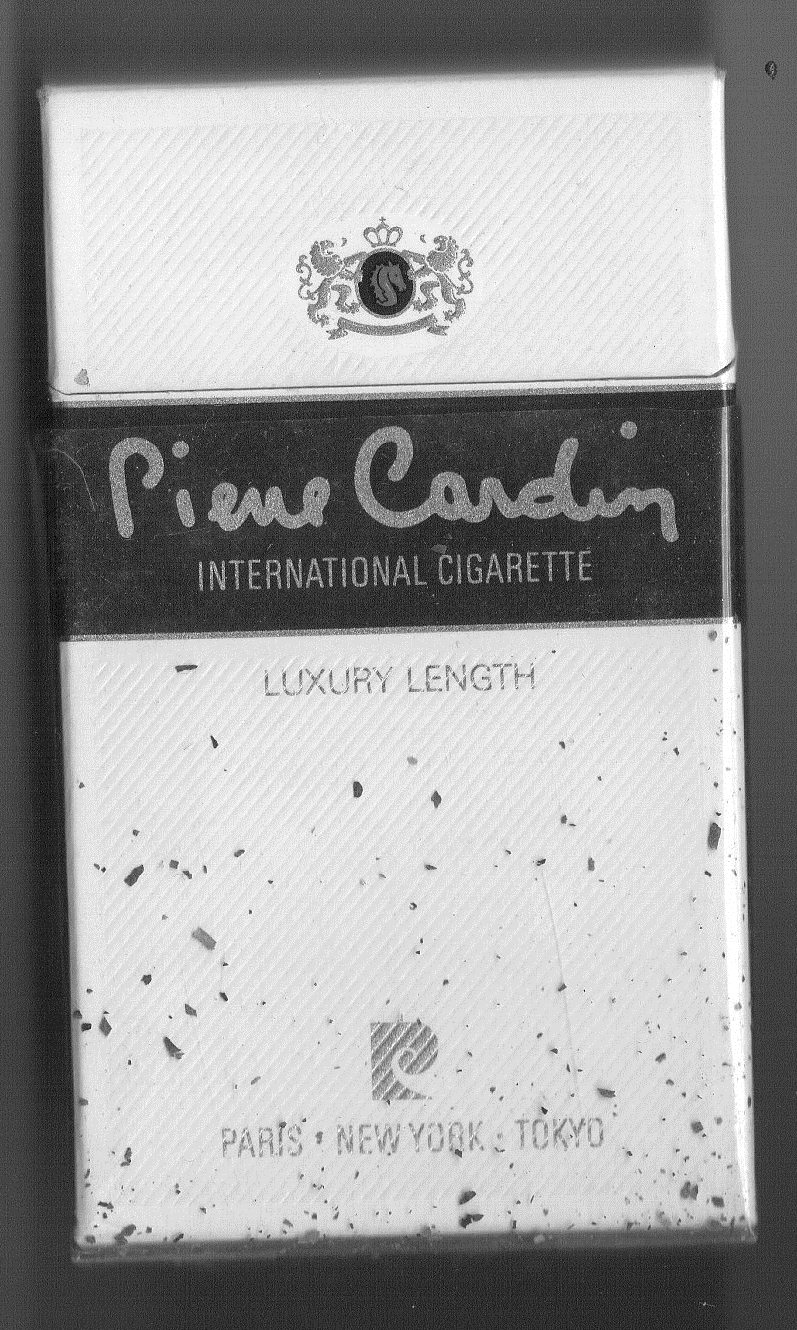 Pierre Cardin
INTERNATIONAL CIGARETTE
LUXURY LENGTH
PARIS · NEW YORK · TOKYO